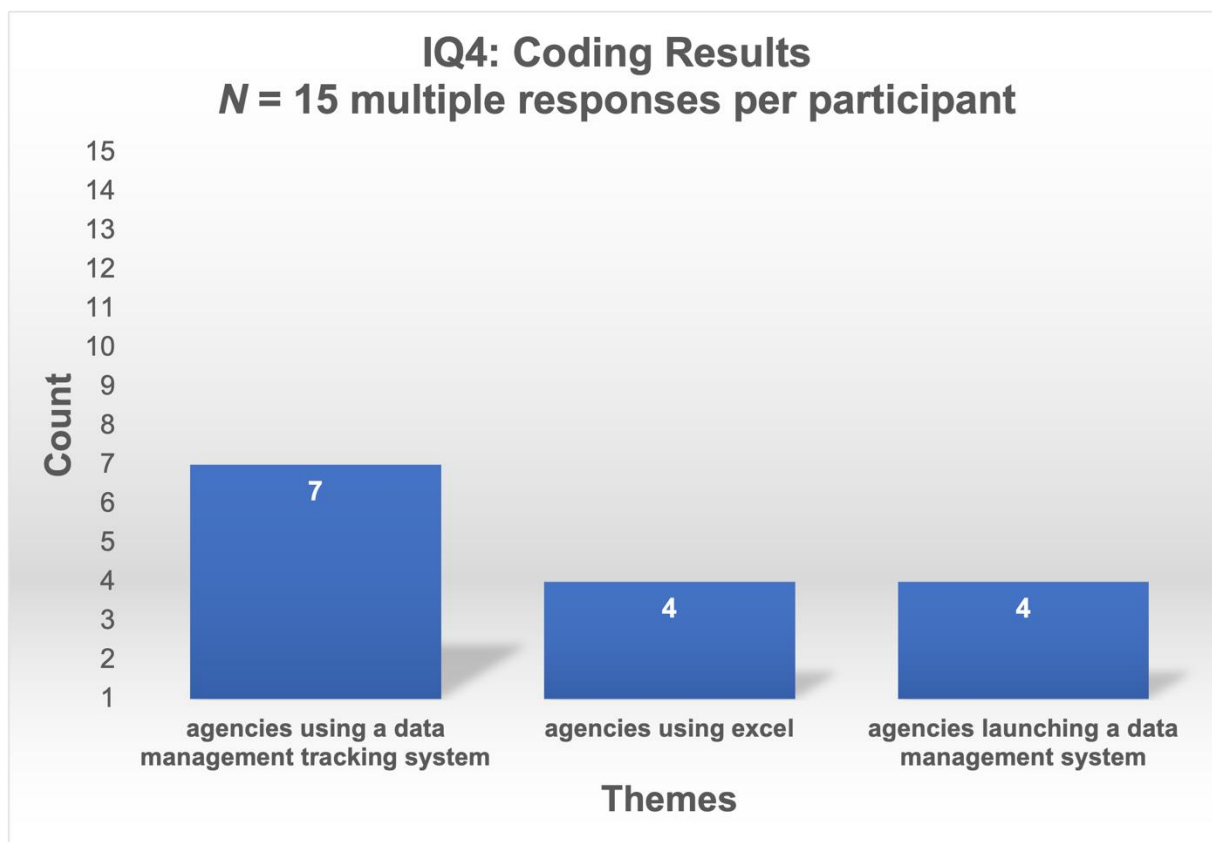 IQ4: Coding Results
N = 15 multiple responses per participant
15
14
13
12
11
10
9
8
7
6
5
4
3
2
1
Count
7
4
4
agencies using a data
management tracking system
agencies using excel
agencies launching a data
management system
Themes